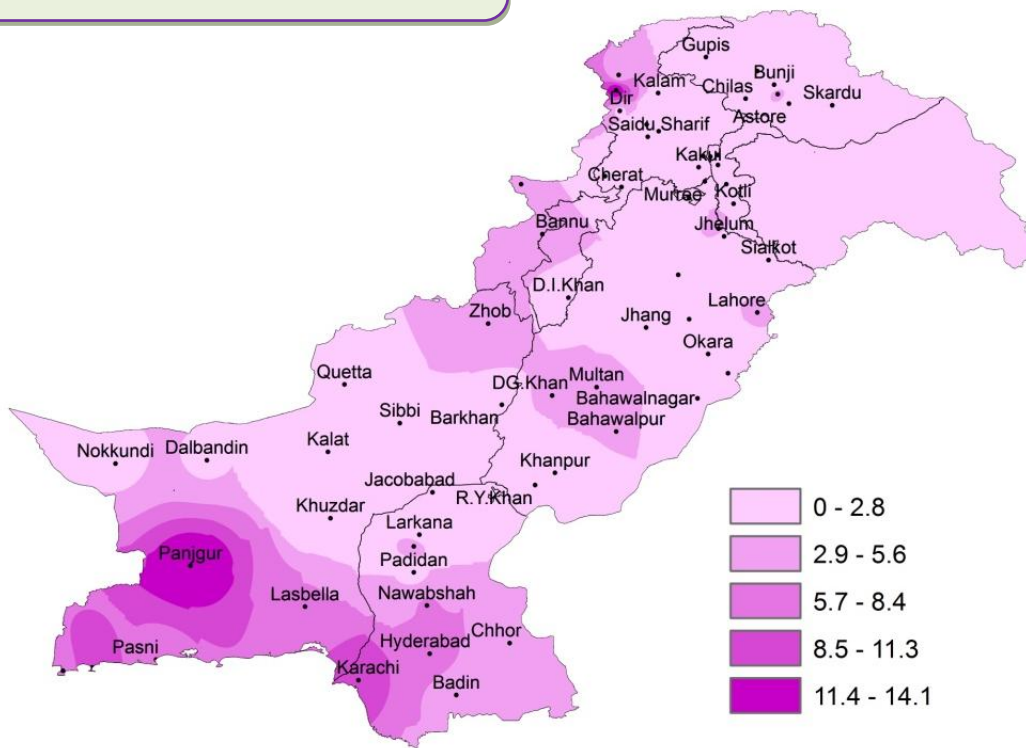 Gupis
Bunji
Kalam
Chilas
Skardu
Dir
Astore
Saidu Sharif
Kakul
Cherat
Murree
Kotli
Bannu
Jhelum
Sialkot
D.I.Khan
Zhob
Lahore
Jhang
Okara
Quetta
DG.Khan
Multan
Bahawalnagar
Sibbi
Barkhan
Bahawalpur
Nokkundi
Dalbandin
Kalat
Khanpur
Jacobabad
R.Y.Khan
Khuzdar
Larkana
Panjgur
Padidan
Lasbella
Nawabshah
Pasni
Hyderabad
Chhor
Karachi
Badin
0 - 2.8
2.9 - 5.6
5.7 - 8.4
8.5 - 11.3
11.4 - 14.1